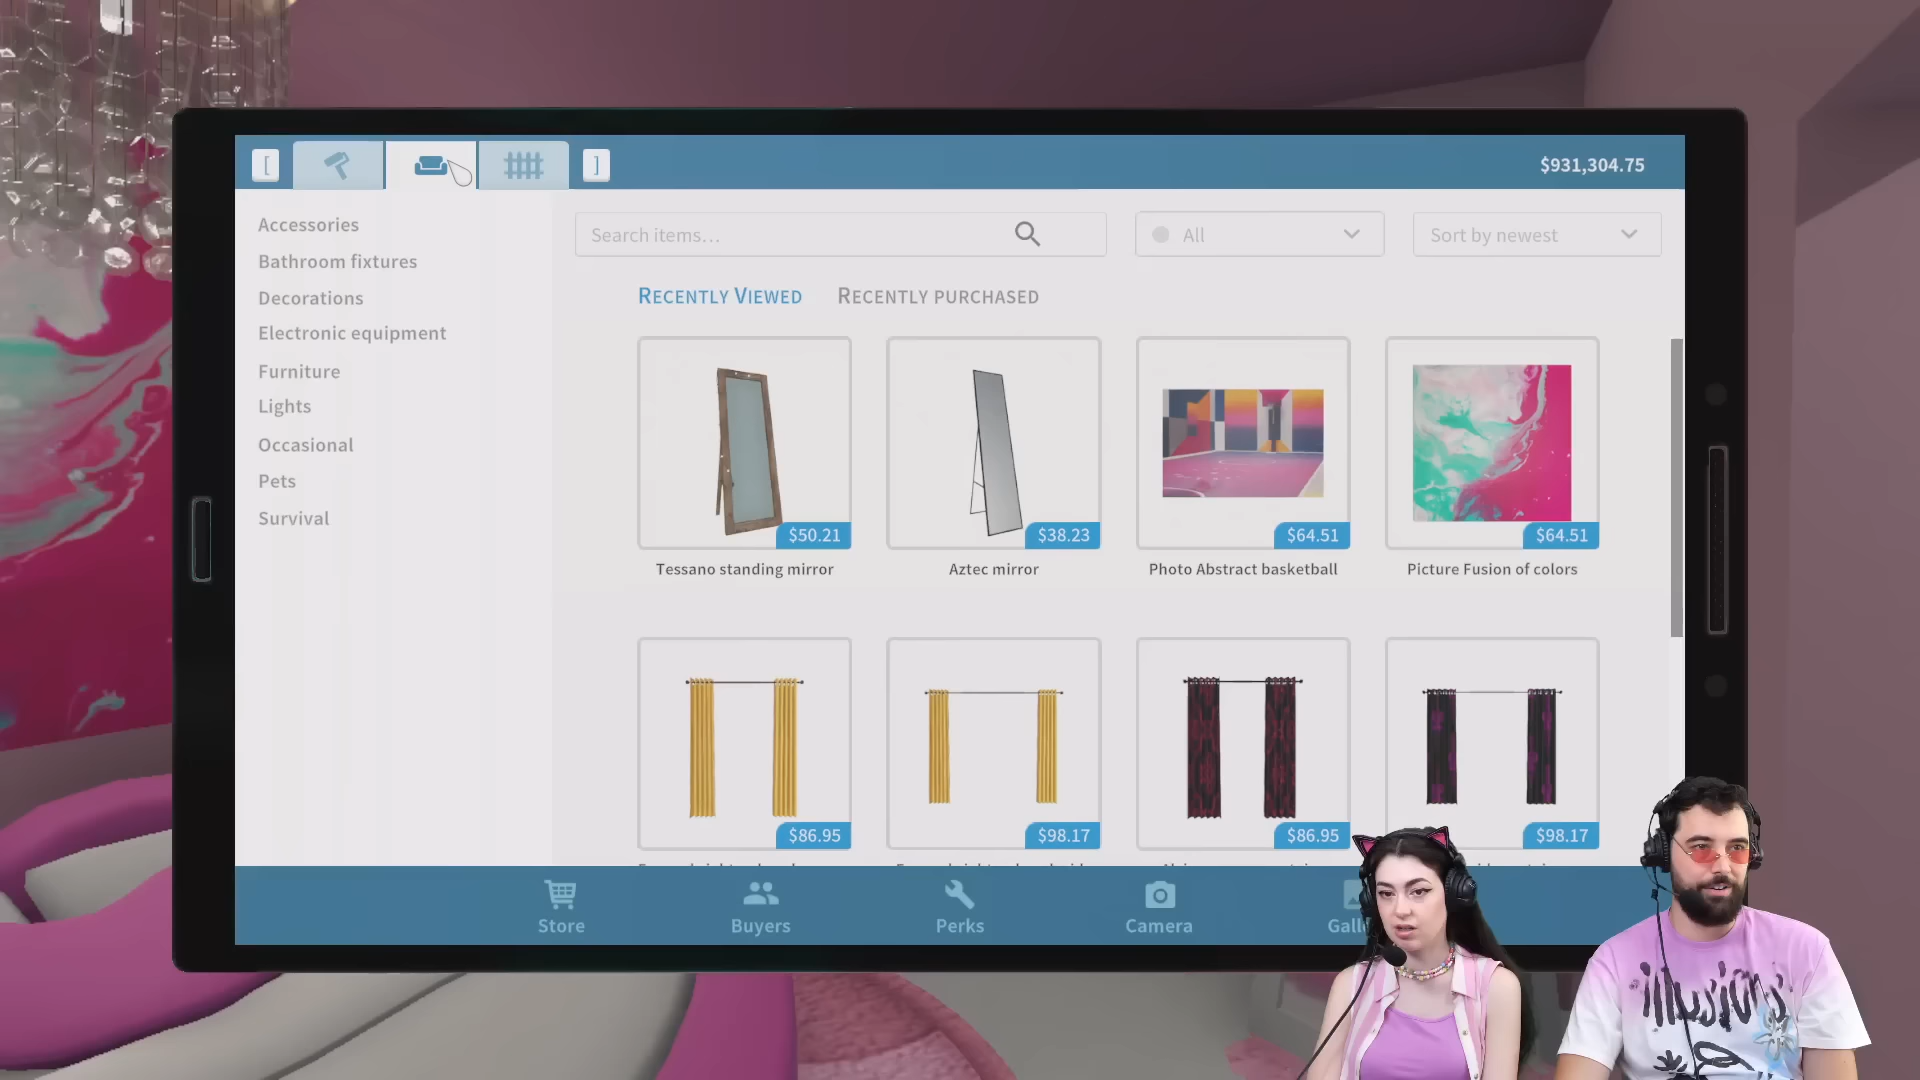 [
]
$931,304.75
Accessories
Bathroom fixtures
Decorations
Electronic equipment
Furniture
Lights
Occasional
Pets
Survival
Search items...
All
Sort by newest
RECENTLY VIEWED
RECENTLY PURCHASED
$50.21
$38.23
$64.51
$64.51
Tessano standing mirror
Aztec mirror
Photo Abstract basketball
Picture Fusion of colors
$86.95
$98.17
$86.95
$98.17
Store
Buyers
Perks
Camera